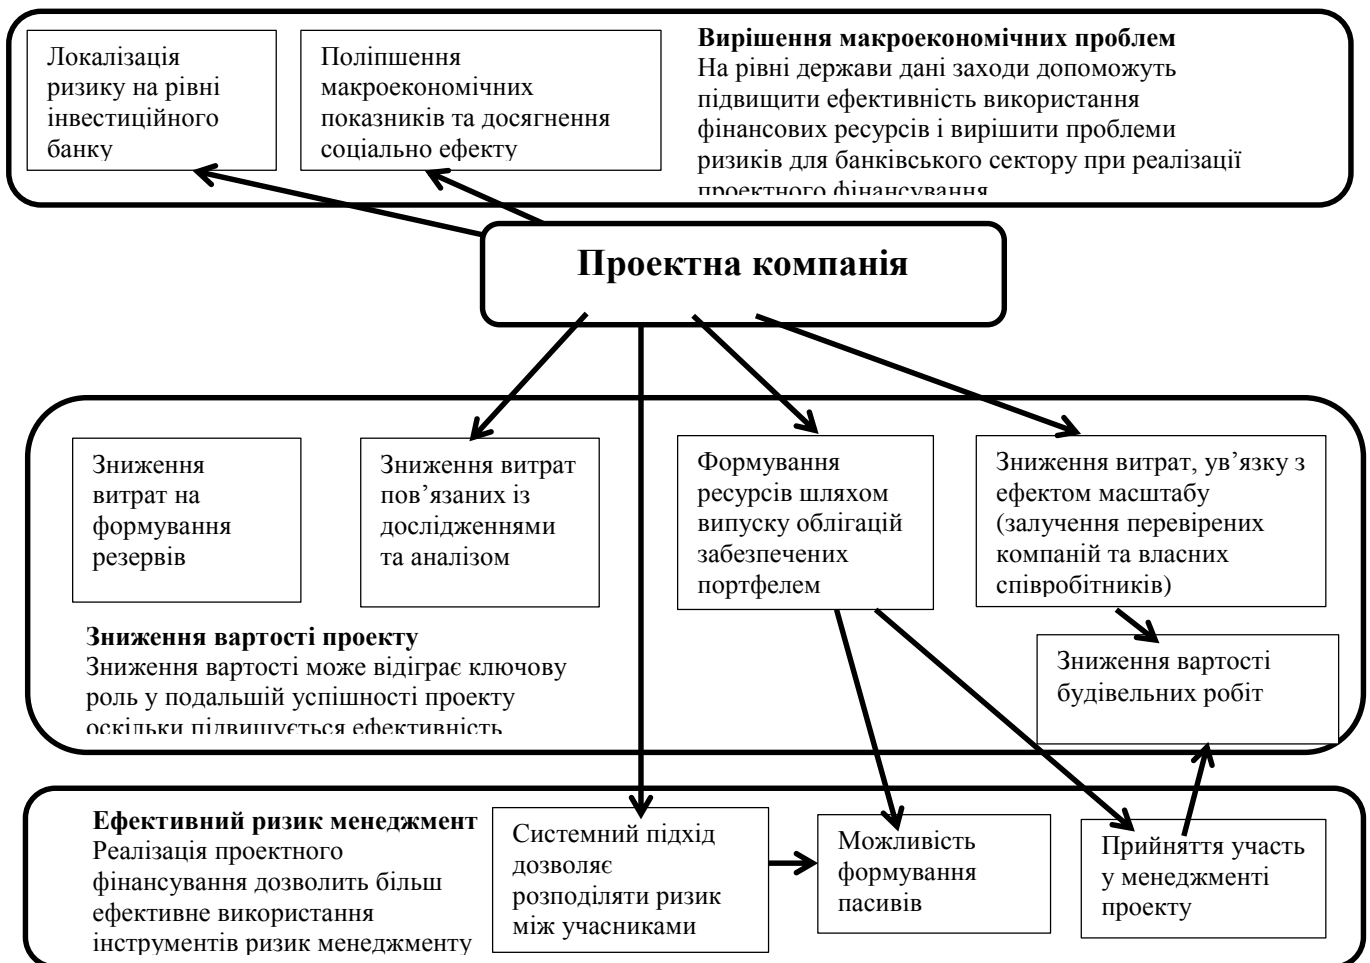 Локалізація
ризику на рівні
інвестиційного
банку
Поліпшення
макроекономічних
показників та досягнення
соціально ефекту
Вирішення макроекономічних проблем
На рівні держави дані заходи допоможуть
підвищити ефективність використання
фінансових ресурсів і вирішити проблеми
ризиків для банківського сектору при реалізації
проектного фінансування
Проектна компанія
Зниження
витрат на
формування
резервів
Зниження витрат
пов’язаних із
дослідженнями
та аналізом
Формування
ресурсів шляхом
випуску облігацій
забезпечених
портфелем
Зниження витрат, ув’язку з
ефектом масштабу
(залучення перевірених
компаній та власних
співробітників)
Зниження вартості проекту
Зниження вартості може відіграє ключову
роль у подальшій успішності проекту
оскільки підвищується ефективність
Зниження вартості
будівельних робіт
Ефективний ризик менеджмент
Реалізація проектного
фінансування дозволить більш
ефективне використання
інструментів ризик менеджменту
Системний підхід
дозволяє
розподіляти ризик
між учасниками
Можливість
формування
пасивів
Прийняття участь
у менеджменті
проекту